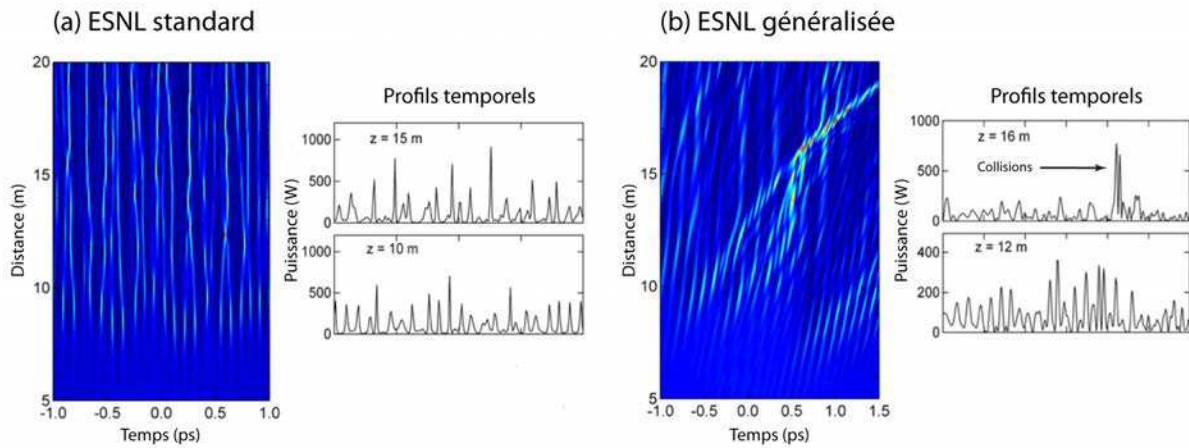 (a) ESNL standard
20
15
10
5
Distance (m)
-1.0
-0.5
0.0
0.5
1.0
Temps (ps)
Profils temporels
z = 15 m
1000
500
0
z = 10 m
1000
500
0
Puissance (W)
(b) ESNL généralisée
20
15
10
5
Distance (m)
-1.0
-0.5
0.0
0.5
1.0
1.5
Temps (ps)
Profils temporels
z = 16 m
Collisions
1000
500
0
z = 12 m
400
200
0
Puissance (W)